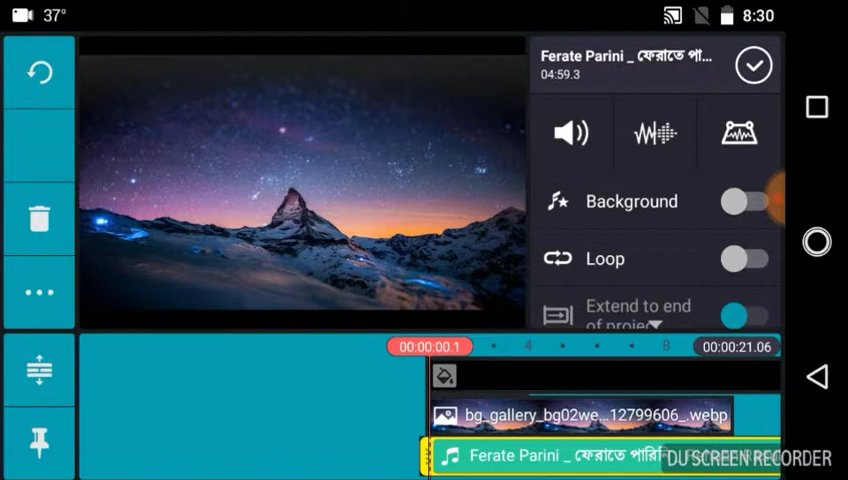 37°
8:30
Ferate Parini _ ফেরাতে পা...
04:59.3
Background
Loop
Extend to end
of projec
00:00:00.1
4
8
00:00:21.06
bg_gallery_bg02we...12799606_.webp
Ferate Parini _ ফেরাতে পারিনি
DU SCREEN RECORDER